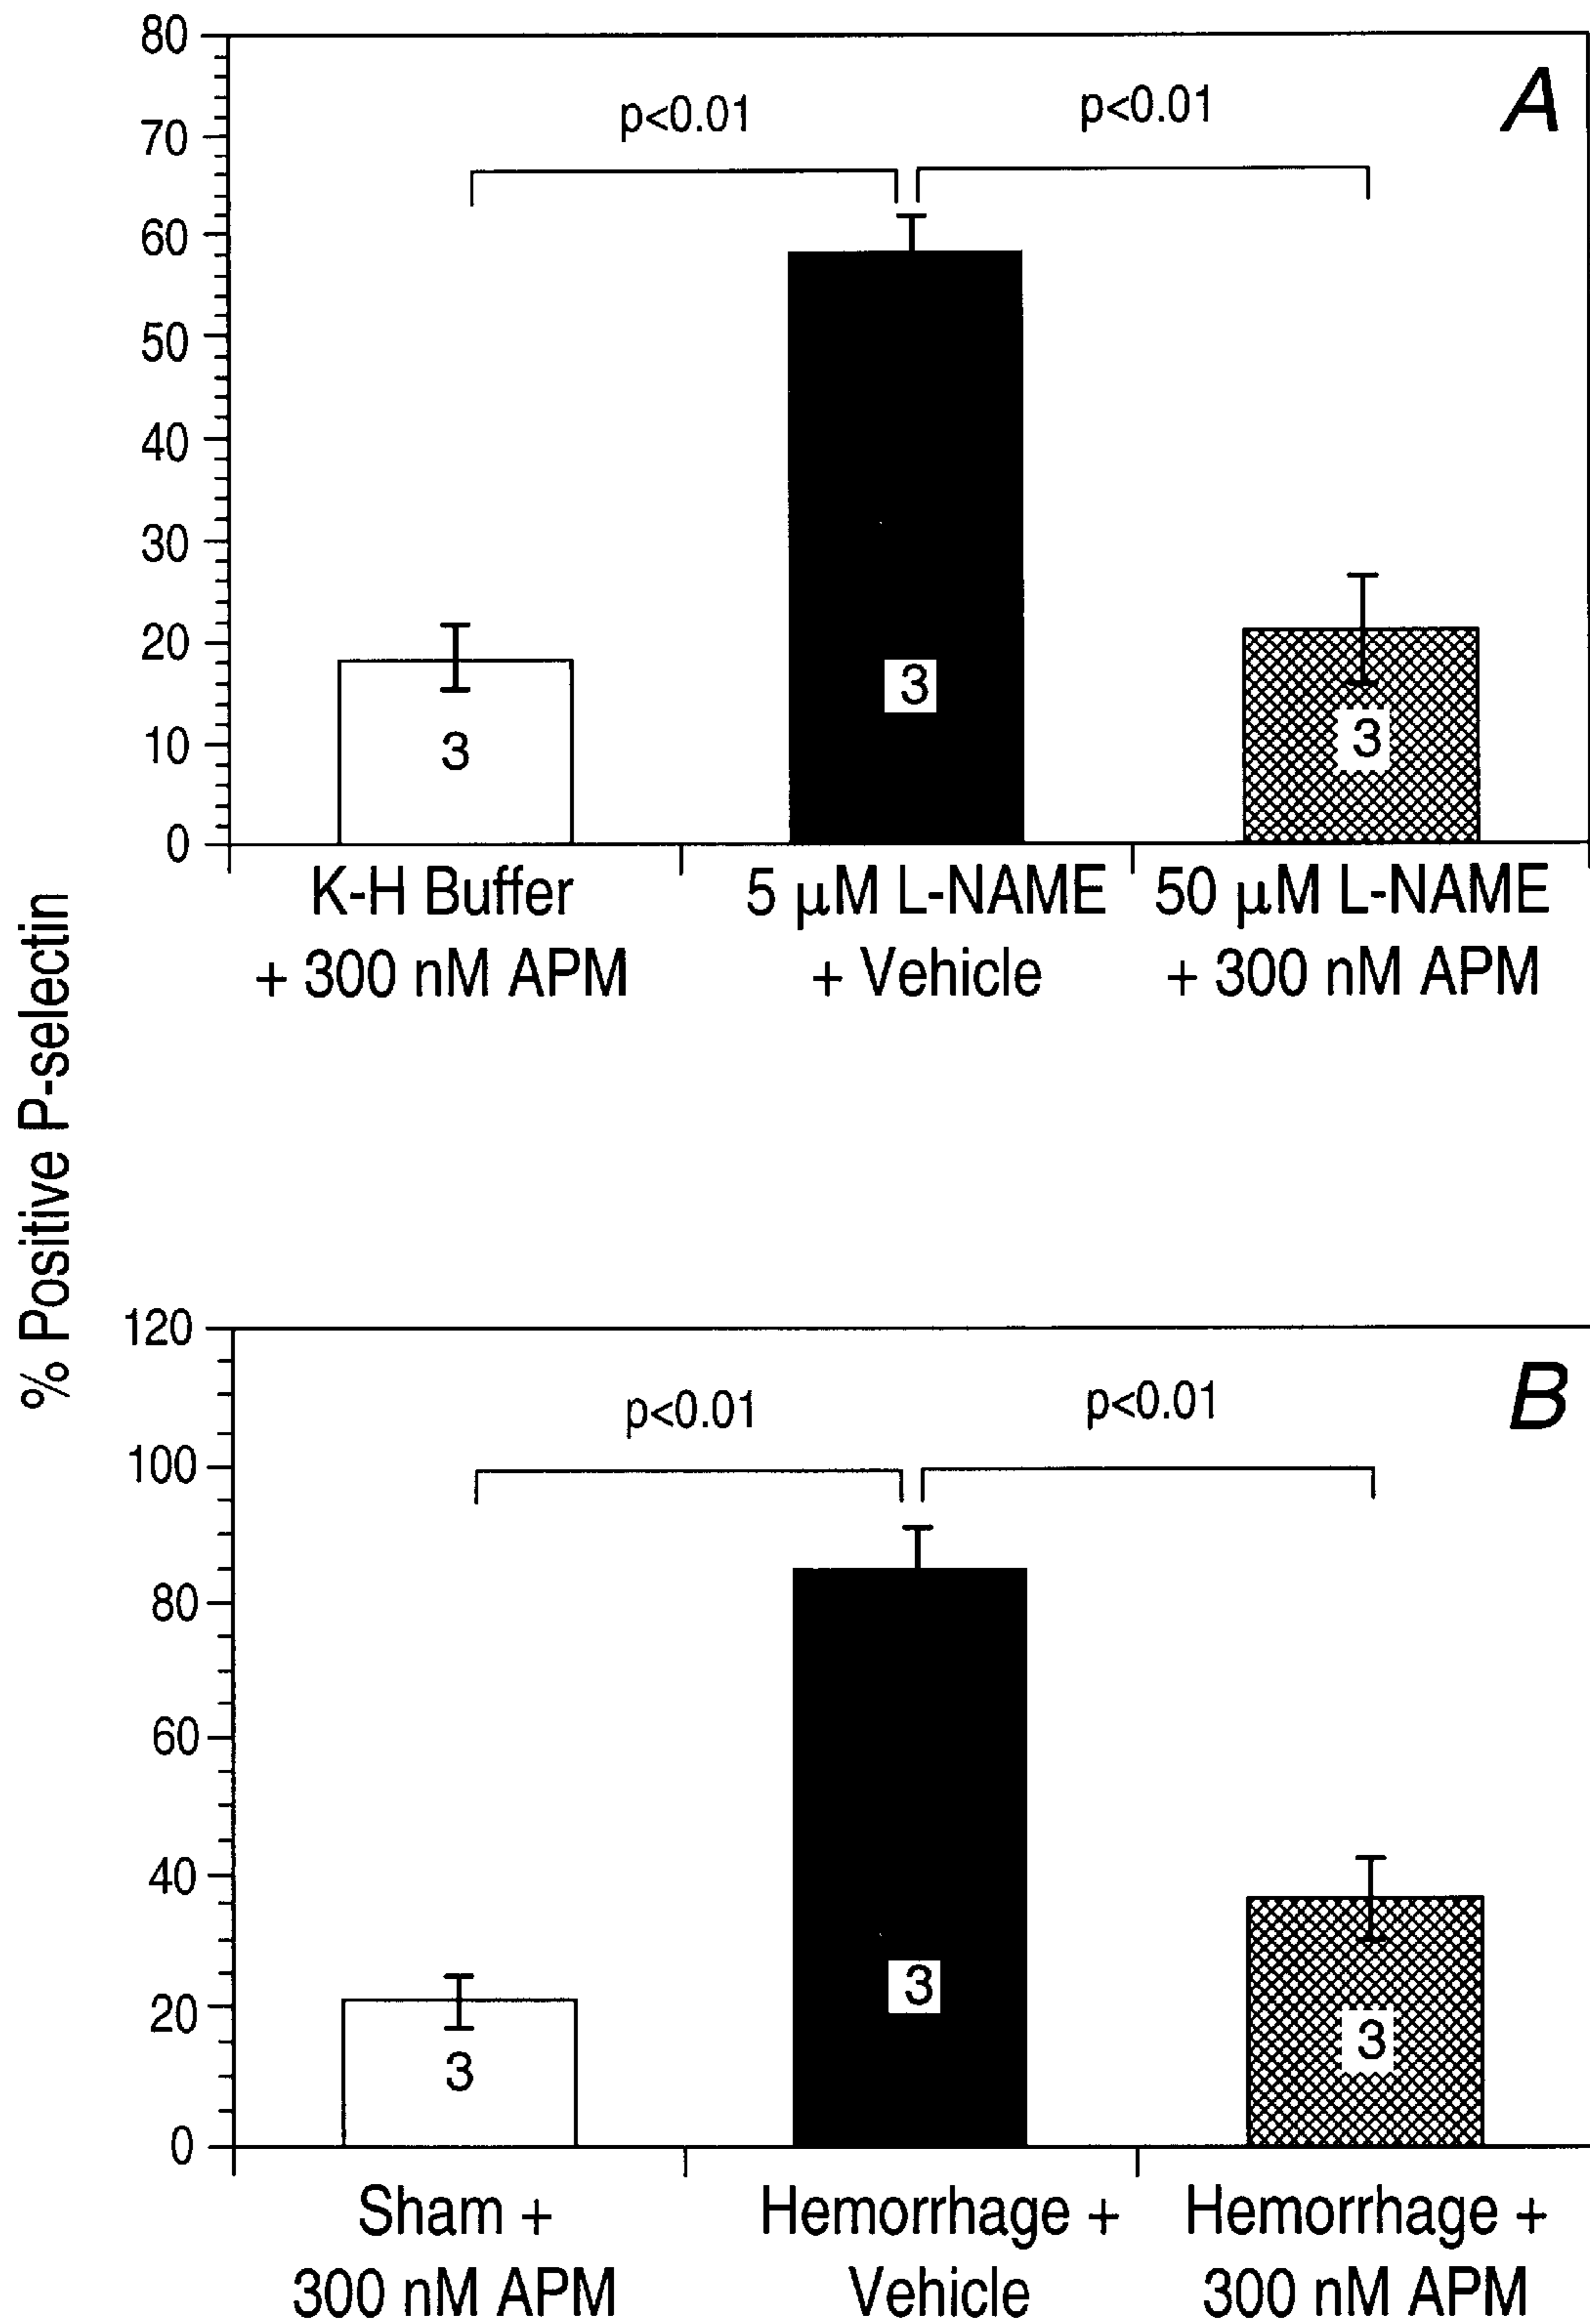 % Positive P-selectin
80
70
60
50
40
30
20
10
0
p<0.01
p<0.01
A
3
3
3
K-H Buffer
+ 300 nM APM
5 μM L-NAME
+ Vehicle
50 μM L-NAME
+ 300 nM APM
120
100
80
60
40
20
0
p<0.01
p<0.01
B
3
3
3
Sham +
300 nM APM
Hemorrhage +
Vehicle
Hemorrhage +
300 nM APM